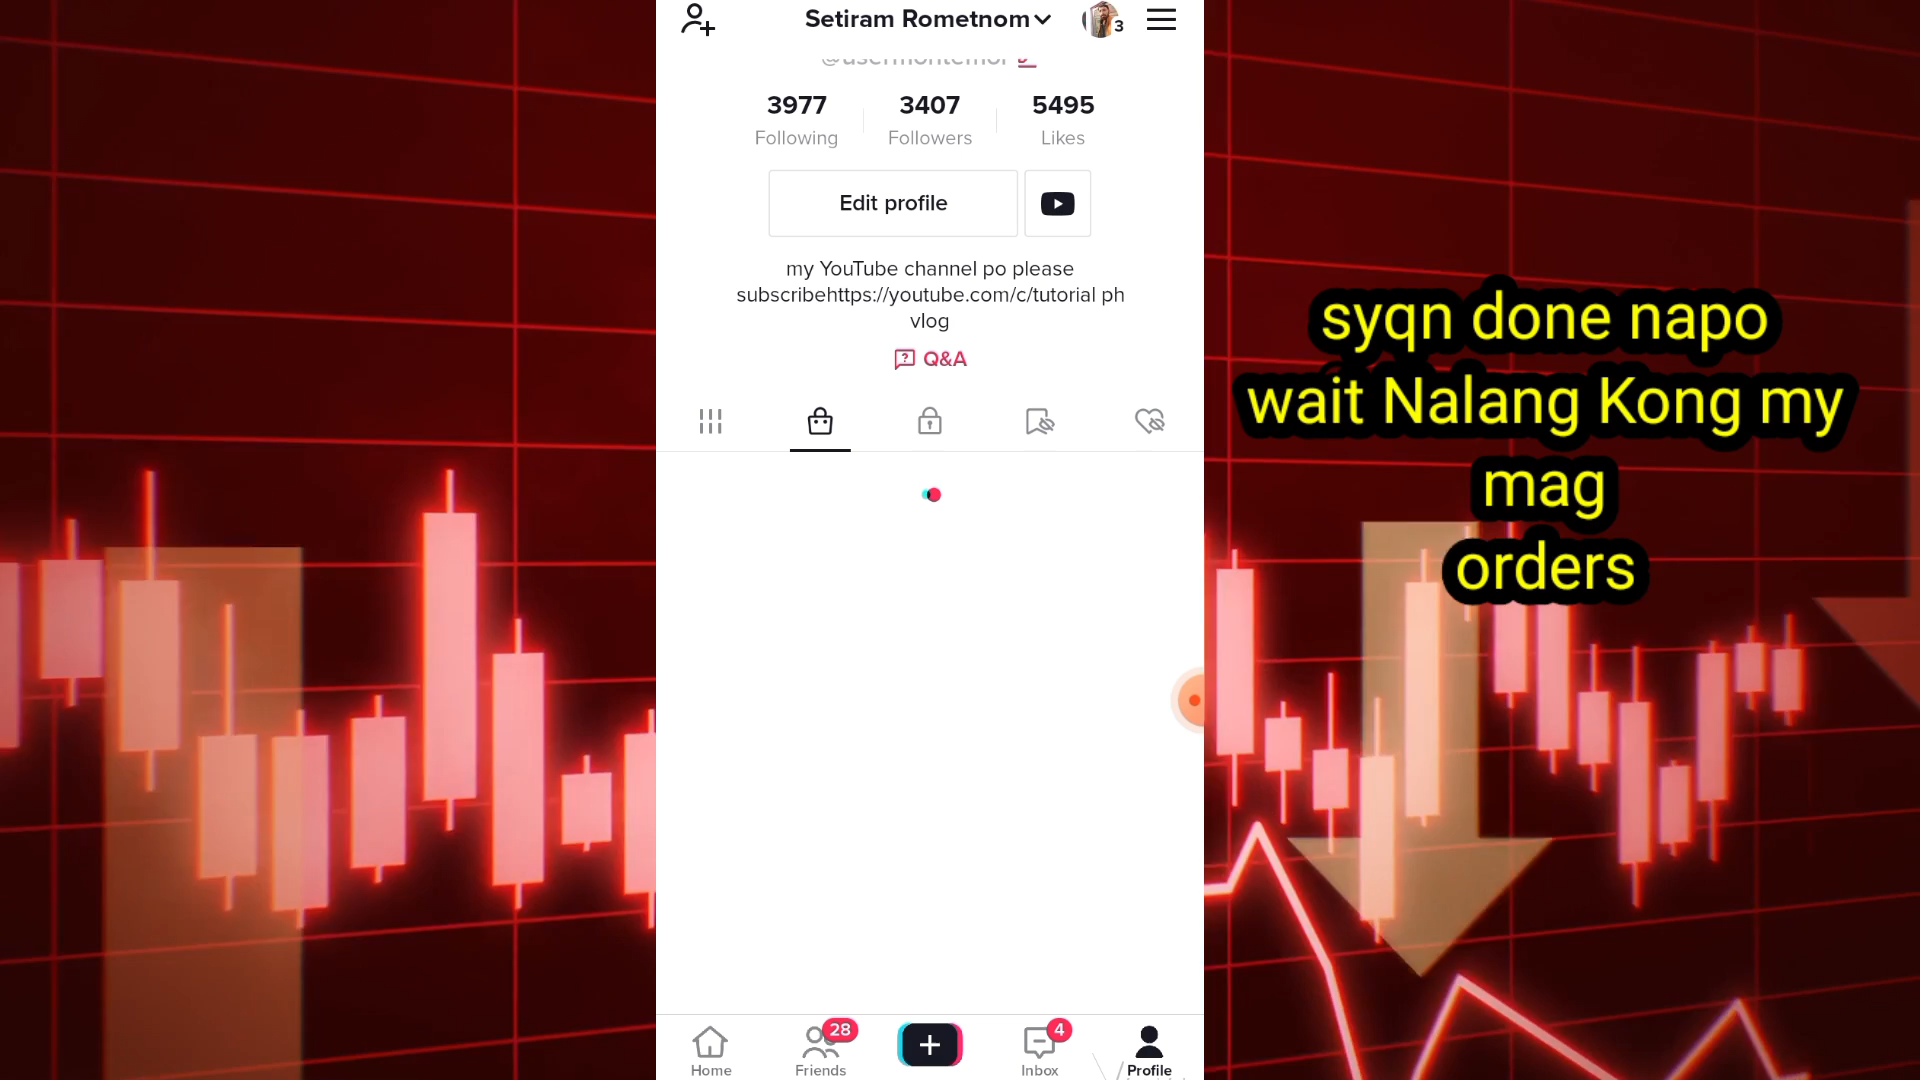 Setiram Rometnom
3
3977
3407
5495
Following
Followers
Likes
Edit profile
my YouTube channel po please
subscribehttps://youtube.com/c/tutorial ph
vlog
Q&A
syqn done napo
wait Nalang Kong my
mag
orders
28
4
Home
Friends
Inbox
Profile